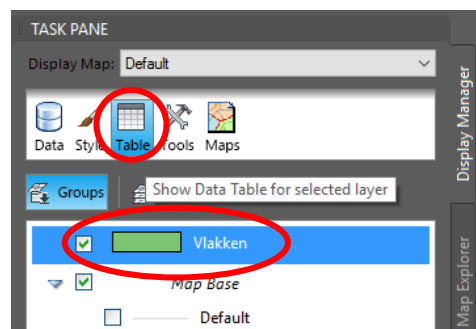 TASK PANE
Display Map: Default
Data Style Table Tools Maps
Groups
Show Data Table for selected layer
Vlakken
Map Base
Default
Display Manager
Map Explorer